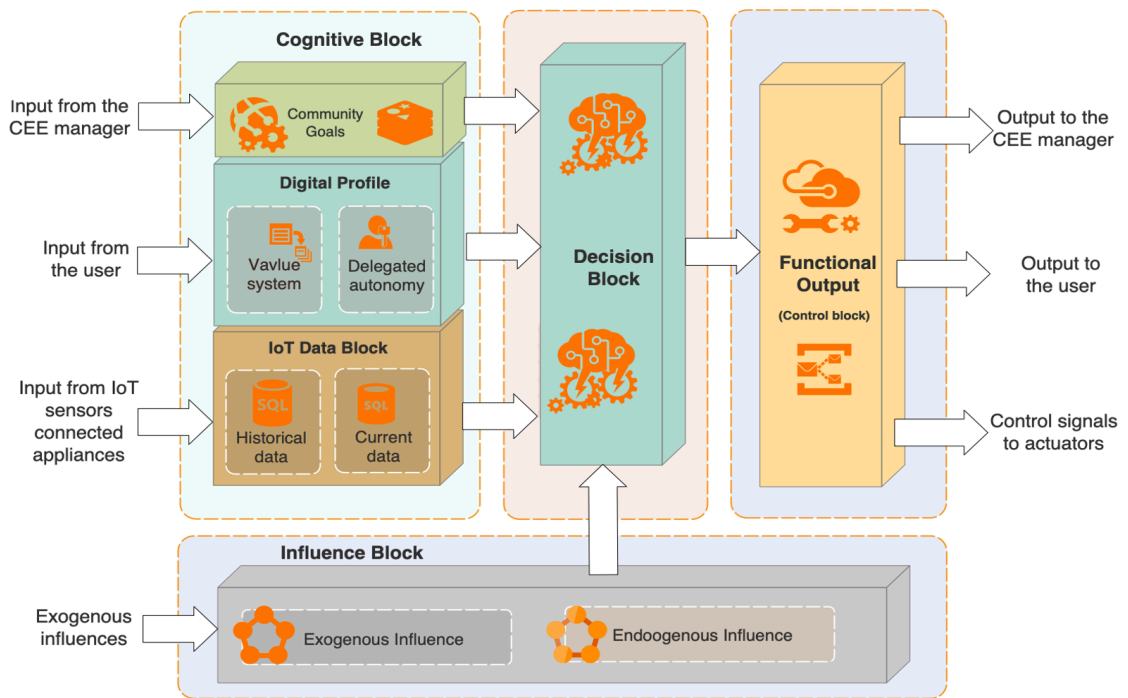 Cognitive Block
Input from the
CEE manager
Community
Goals
Digital Profile
Input from
the user
Vavlue
system
Delegated
autonomy
IoT Data Block
Input from IoT
sensors
connected
appliances
SQL
Historical
data
SQL
Current
data
Decision
Block
Functional
Output
(Control block)
Output to the
CEE manager
Output to
the user
Control signals
to actuators
Influence Block
Exogenous
influences
Exogenous Influence
Endoogenous Influence